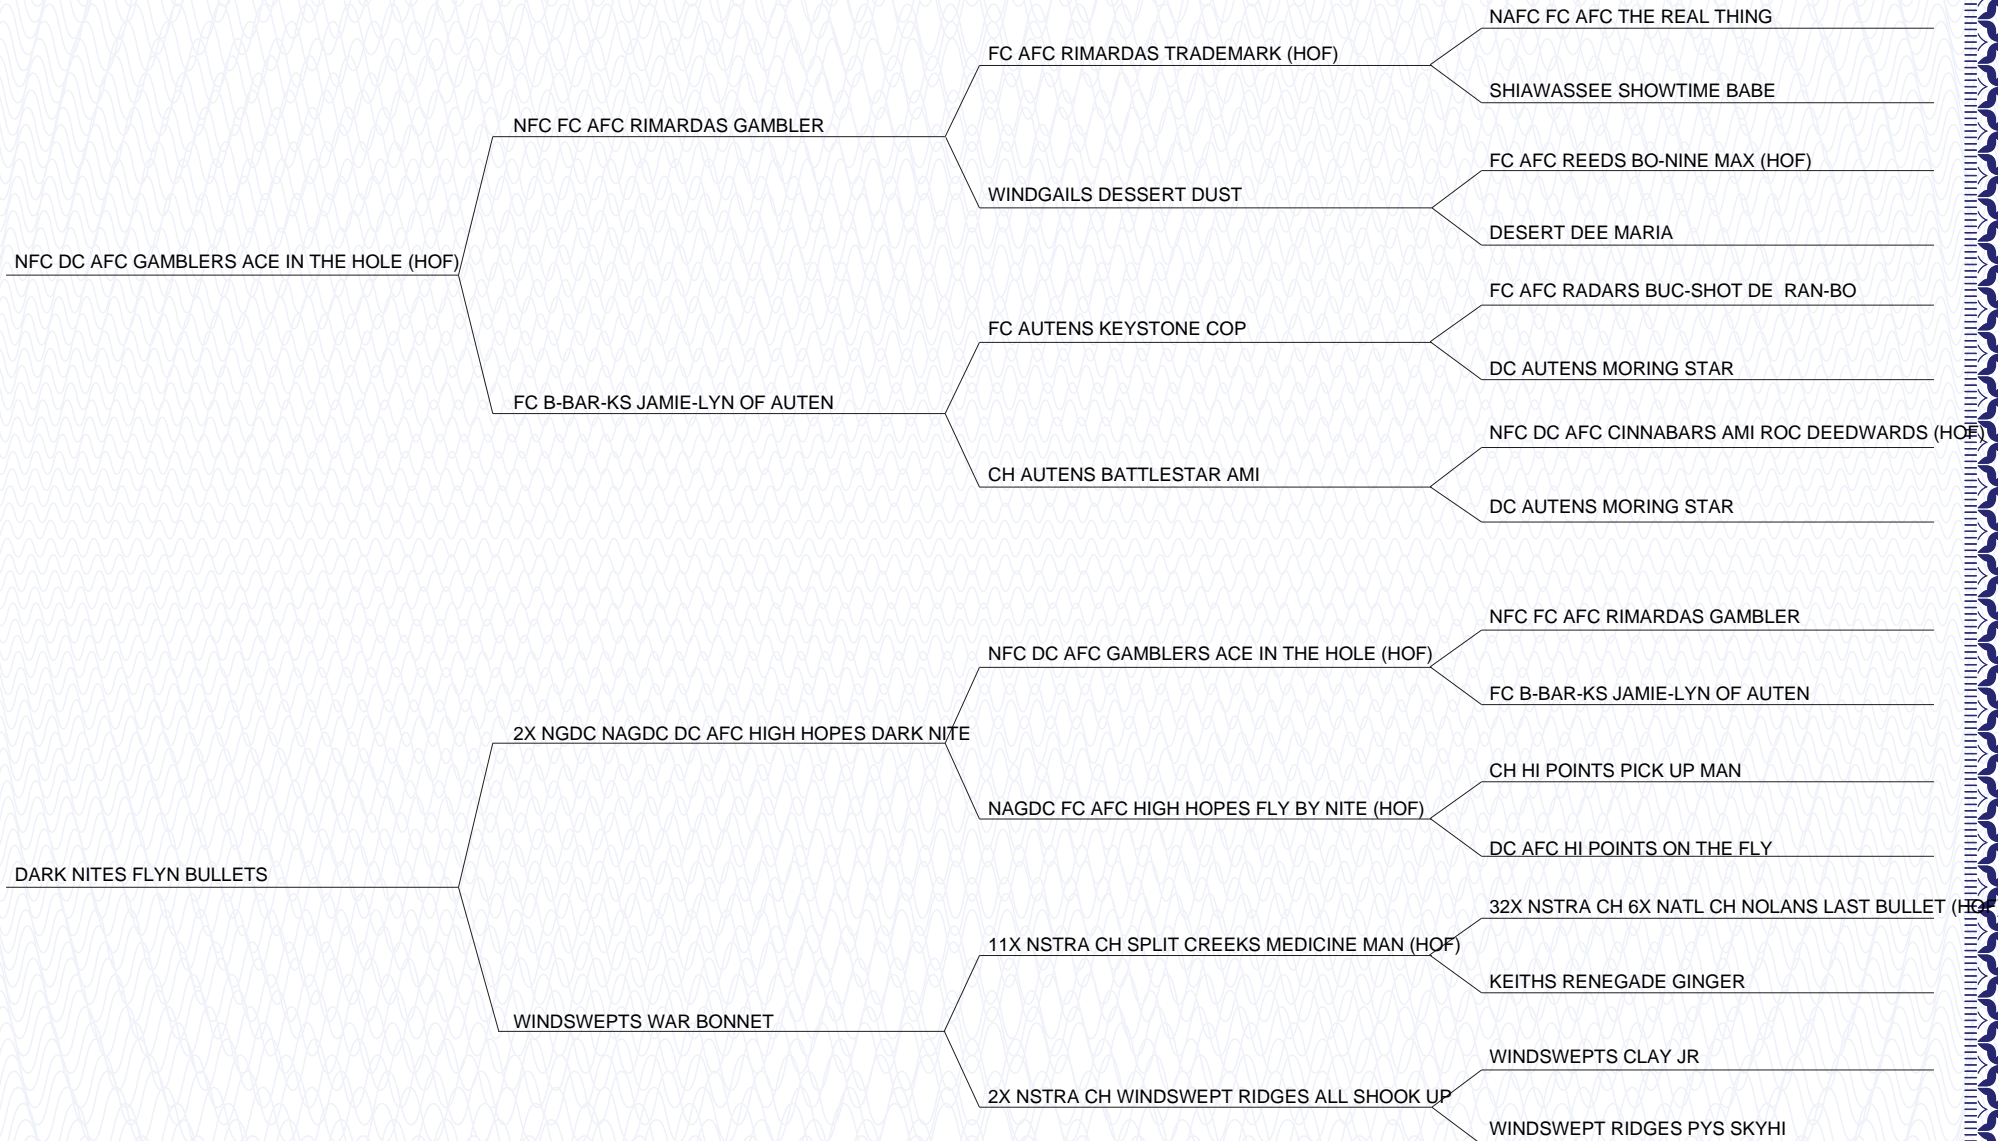 NAFC FC AFC THE REAL THING
FC AFC RIMARDAS TRADEMARK (HOF)
SHIAWASSEE SHOWTIME BABE
NFC FC AFC RIMARDAS GAMBLER
FC AFC REEDS BO-NINE MAX (HOF)
WINDGAILS DESSERT DUST
DESERT DEE MARIA
NFC DC AFC GAMBLERS ACE IN THE HOLE (HOF)
FC AFC RADARS BUC-SHOT DE  RAN-BO
FC AUTENS KEYSTONE COP
DC AUTENS MORING STAR
FC B-BAR-KS JAMIE-LYN OF AUTEN
NFC DC AFC CINNABARS AMI ROC DEEDWARDS (HOF)
CH AUTENS BATTLESTAR AMI
DC AUTENS MORING STAR
NFC FC AFC RIMARDAS GAMBLER
NFC DC AFC GAMBLERS ACE IN THE HOLE (HOF)
FC B-BAR-KS JAMIE-LYN OF AUTEN
2X NGDC NAGDC DC AFC HIGH HOPES DARK NITE
CH HI POINTS PICK UP MAN
NAGDC FC AFC HIGH HOPES FLY BY NITE (HOF)
DC AFC HI POINTS ON THE FLY
DARK NITES FLYN BULLETS
32X NSTRA CH 6X NATL CH NOLANS LAST BULLET (HOF
11X NSTRA CH SPLIT CREEKS MEDICINE MAN (HOF)
KEITHS RENEGADE GINGER
WINDSWEPTS WAR BONNET
WINDSWEPTS CLAY JR
2X NSTRA CH WINDSWEPT RIDGES ALL SHOOK UP
WINDSWEPT RIDGES PYS SKYHI